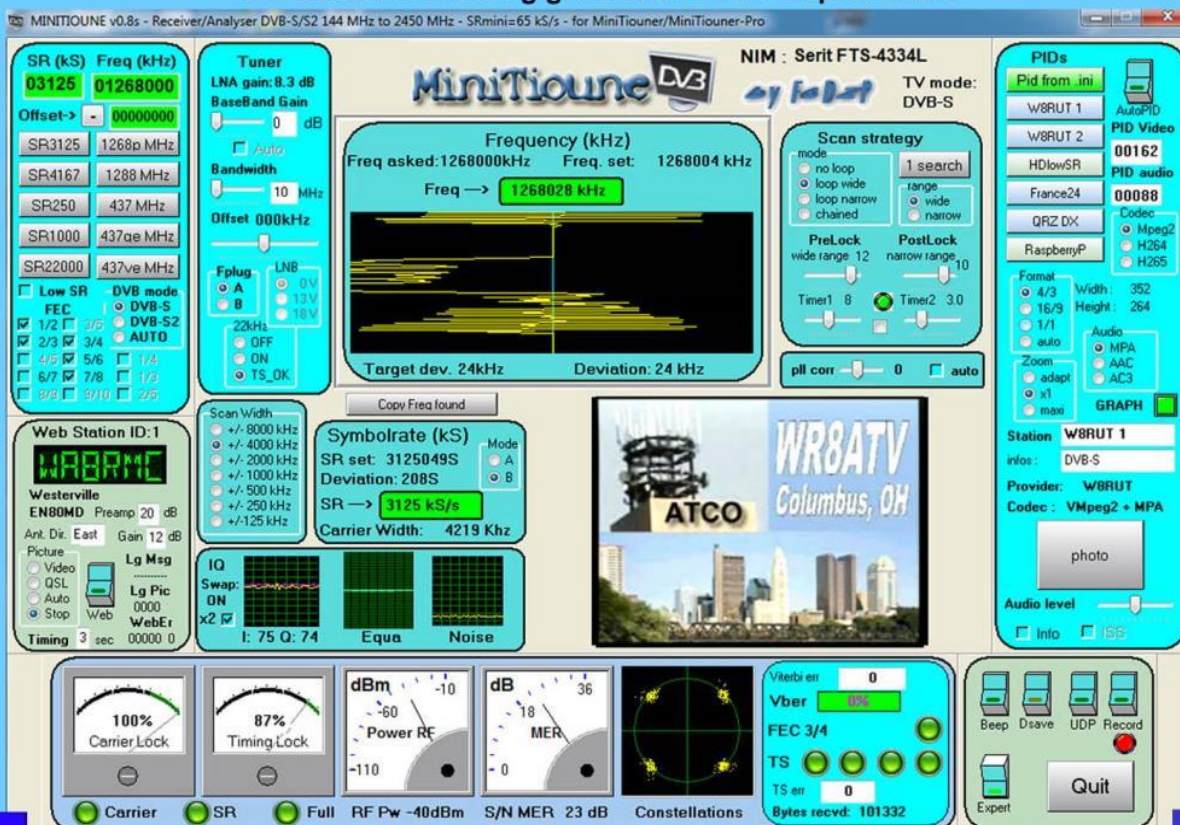 MINITIOUNE v0.8s - Receiver/Analyser DVB-S/S2 144 MHz to 2450 MHz - SRmini=65 kS/s - for MiniTiouner/MiniTiouner-Pro
SR (kS) Freq (kHz)
03125 01268000
Offset-> - 00000000
SR3125 1268p MHz
SR4167 1288 MHz
SR250 437 MHz
SR1000 437qe MHz
SR22000 437ve MHz
Low SR
FEC
1/2 3/5
2/3 3/4
4/5 5/6 1/4
6/7 7/8 1/3
8/9 9/10 2/5
DVB mode
DVB-S
DVB-S2
AUTO
Tuner
LNA gain: 8.3 dB
BaseBand Gain
0 dB
Auto
Bandwidth
10 MHz
Offset 000kHz
Fplug
A
B
LNB
0V
13V
18V
22kHz
OFF
ON
TS_OK
MiniTioune DVB
NIM : Serit FTS-4334L
TV mode:
DVB-S
Frequency (kHz)
Freq asked:1268000kHz Freq. set: 1268004 kHz
Freq —> 1268028 kHz
Target dev. 24kHz Deviation: 24 kHz
Scan strategy
mode
no loop
loop wide
loop narrow
chained
1 search
range
wide
narrow
PreLock PostLock
wide range 12 narrow range 10
Timer1 8 Timer2 3.0
pll corr 0 auto
PIDs
Pid from .ini
W8RUT 1
W8RUT 2
HDlowSR
France24
QRZ DX
RaspberryP
AutoPID
PID Video
00162
PID audio
00088
Codec
Mpeg2
H264
H265
Format
4/3
16/9
1/1
auto
Width : 352
Height : 264
Audio
MPA
AAC
AC3
Zoom
adapt
x1
maxi
GRAPH
Station W8RUT 1
infos : DVB-S
Provider: W8RUT
Codec : VMpeg2 + MPA
photo
Audio level
Info ISS
Web Station ID:1
WA8RMC
Westerville
EN80MD Preamp 20 dB
Ant. Dir. East Gain 12 dB
Picture
Video
QSL
Auto
Stop
Web
Lg Msg
--------
Lg Pic
0000
WebEr
00000 0
Timing 3 sec
Scan Width
+/- 8000 kHz
+/- 4000 kHz
+/- 2000 kHz
+/- 1000 kHz
+/- 500 kHz
+/- 250 kHz
+/-125 kHz
Copy Freq found
Symbolrate (kS)
SR set: 3125049S
Deviation: 208S
SR —> 3125 kS/s
Carrier Width: 4219 Khz
Mode
A
B
IQ
Swap:
ON
x2
I: 75 Q: 74 Equa Noise
WR8ATV
Columbus, OH
ATCO
100%
Carrier Lock
87%
Timing Lock
dBm
-10
-60
Power RF
-110
dB
36
18
MER
0
Carrier SR Full RF Pw -40dBm S/N MER 23 dB Constellations
Viterbi err 0
Vber 0%
FEC 3/4
TS
TS err 0
Bytes recvd: 101332
Beep Dsave UDP Record
Expert
Quit